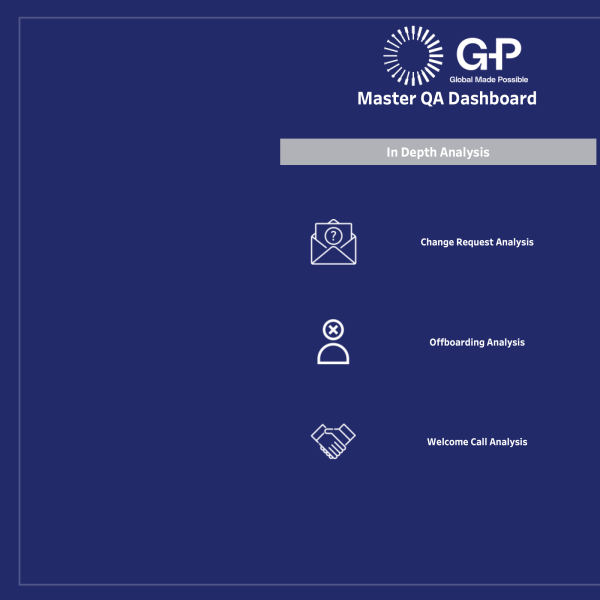 G-P
Global Made Possible
Master QA Dashboard
In Depth Analysis
?
Change Request Analysis
Offboarding Analysis
Welcome Call Analysis